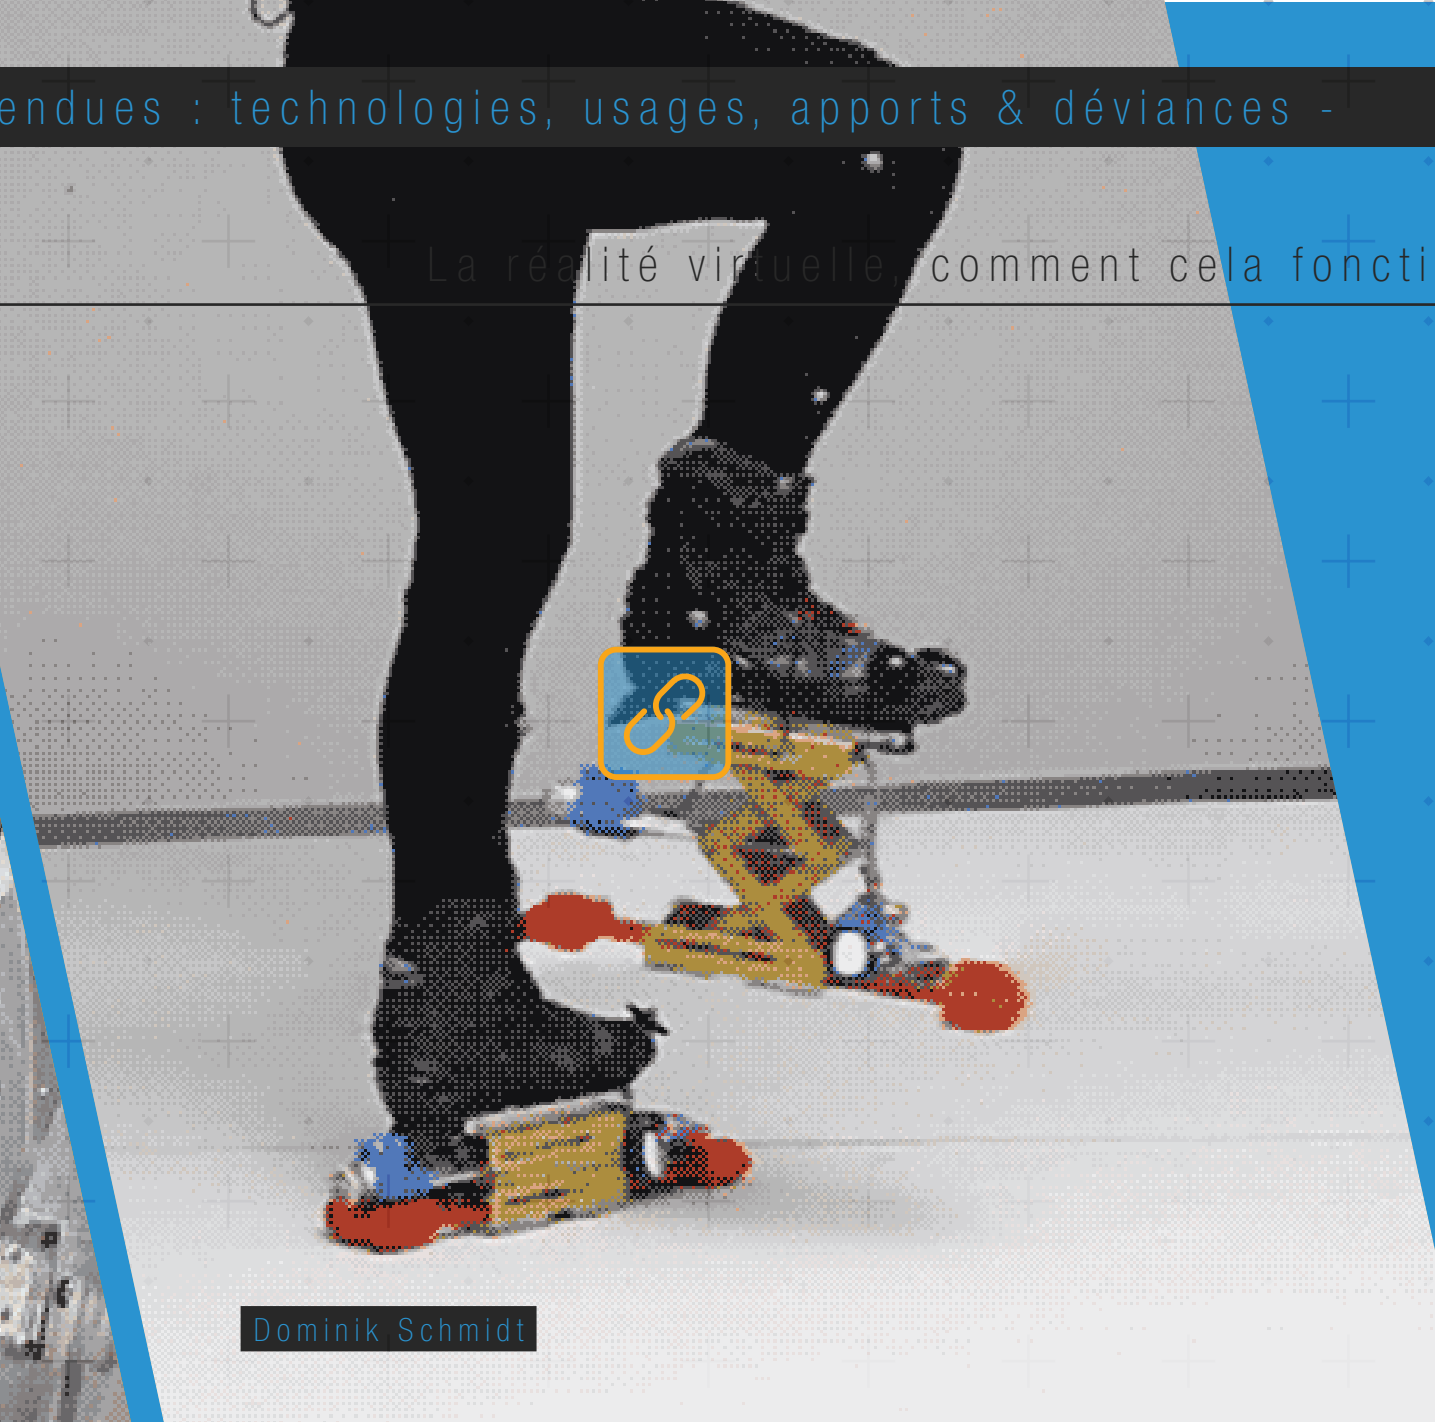 endues : technologies, usages, apports & déviances -
La réalité virtuelle, comment cela foncti
Dominik Schmidt